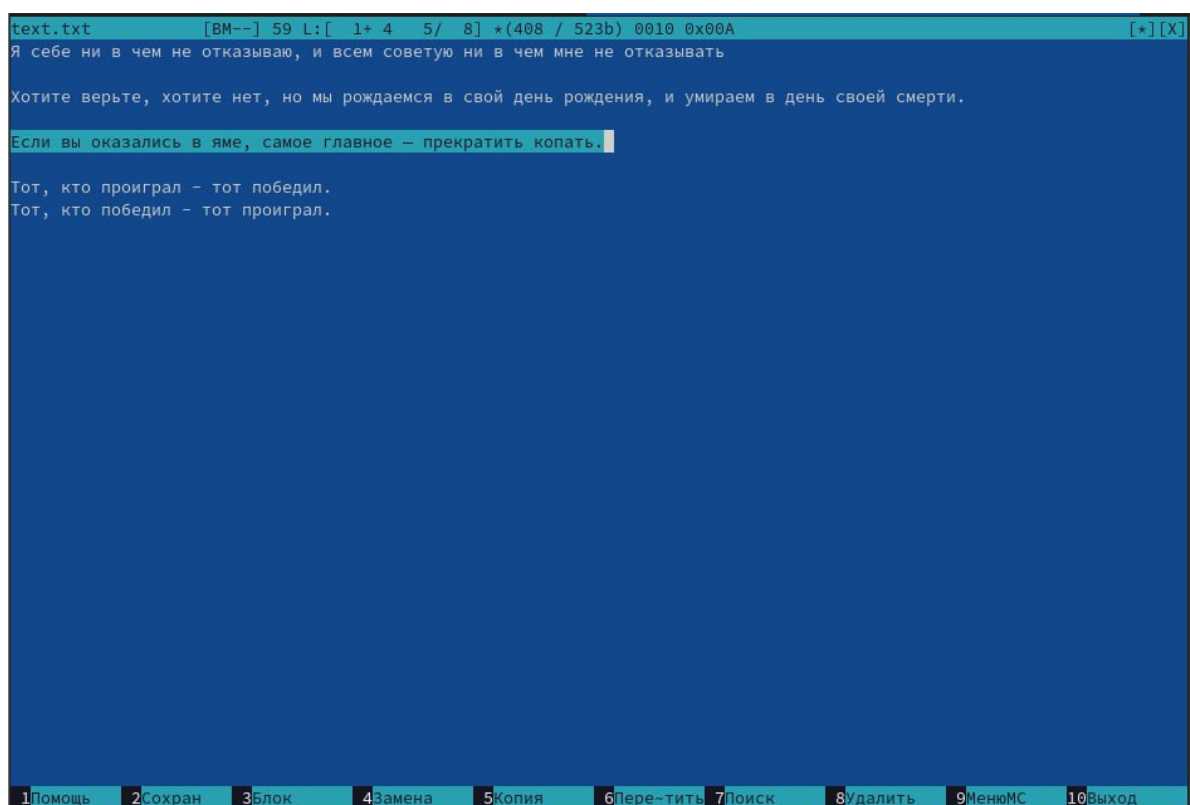 text.txt [BM--] 59 L:[ 1+ 4 5/ 8] *(408 / 523b) 0010 0x00A [*][X]
Я себе ни в чем не отказываю, и всем советую ни в чем мне не отказывать
Хотите верьте, хотите нет, но мы рождаемся в свой день рождения, и умираем в день своей смерти.
Если вы оказались в яме, самое главное — прекратить копать.
Тот, кто проиграл - тот победил.
Тот, кто победил - тот проиграл.
1Помощь 2Сохран 3Блок 4Замена 5Копия 6Пере~тить 7Поиск 8Удалить 9МенюМС 10Выход